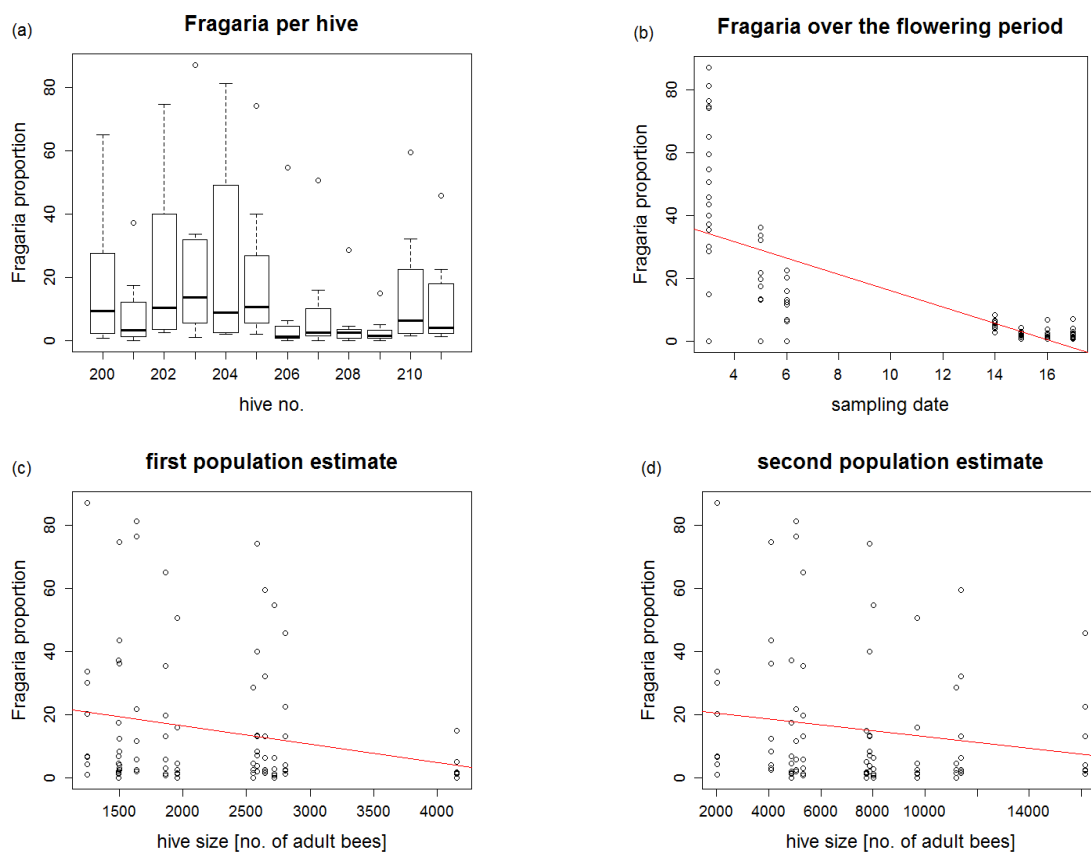 (a)
Fragaria per hive
Fragaria proportion
0 20 40 60 80
200 202 204 206 208 210
hive no.
(b)
Fragaria over the flowering period
Fragaria proportion
0 20 40 60 80
4 6 8 10 12 14 16
sampling date
(c)
first population estimate
Fragaria proportion
0 20 40 60 80
1500 2000 2500 3000 3500 4000
hive size [no. of adult bees]
(d)
second population estimate
Fragaria proportion
0 20 40 60 80
2000 4000 6000 8000 10000 14000
hive size [no. of adult bees]